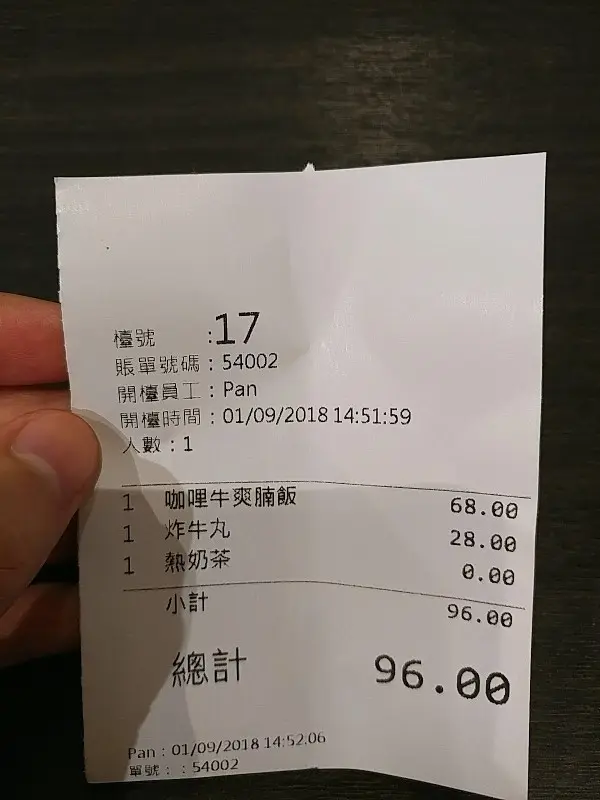 檯號 :17
賬單號碼：54002
開檯員工：Pan
開檯時間：01/09/2018 14:51:59
人數：1
1 咖哩牛爽腩飯 68.00
1 炸牛丸 28.00
1 熱奶茶 0.00
小計 96.00
總計 96.00
Pan：01/09/2018 14:52:06
單號：：54002